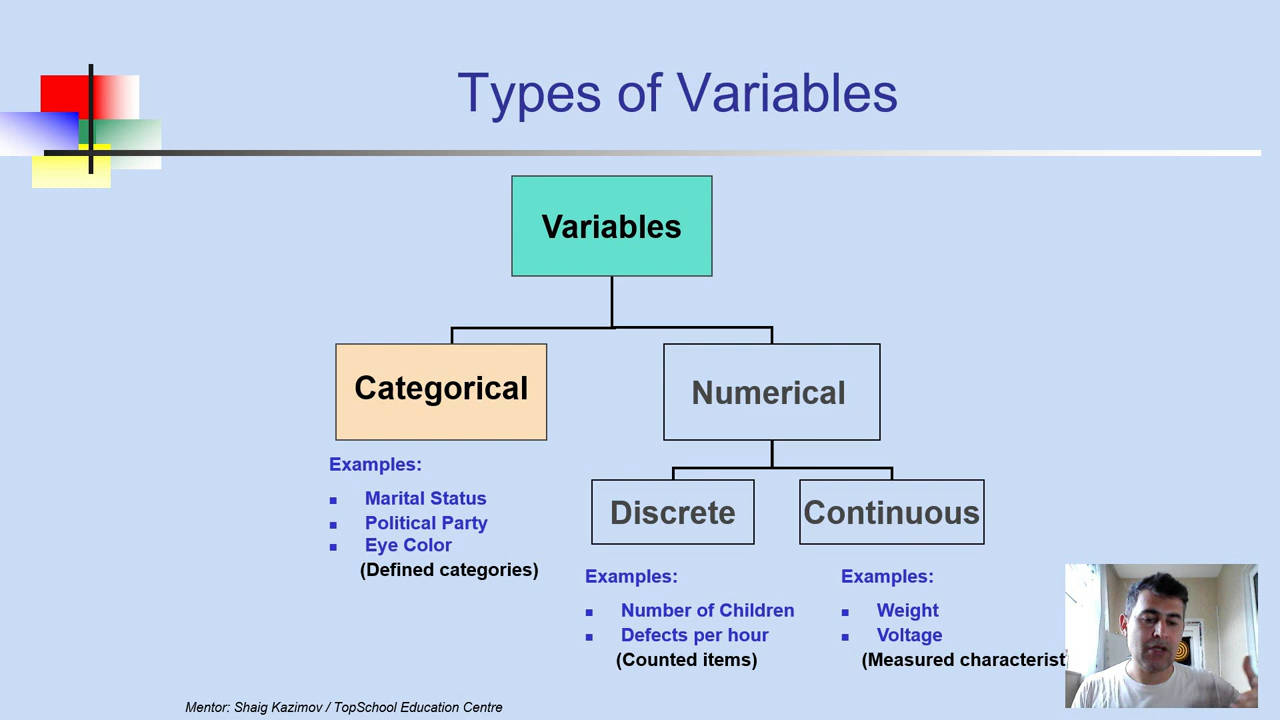 Types of Variables
Variables
Categorical
Numerical
Examples:
Marital Status
Political Party
Eye Color
(Defined categories)
Discrete
Continuous
Examples:
Number of Children
Defects per hour
(Counted items)
Examples:
Weight
Voltage
(Measured
Mentor: Shaig Kazimov / TopSchool Education Centre